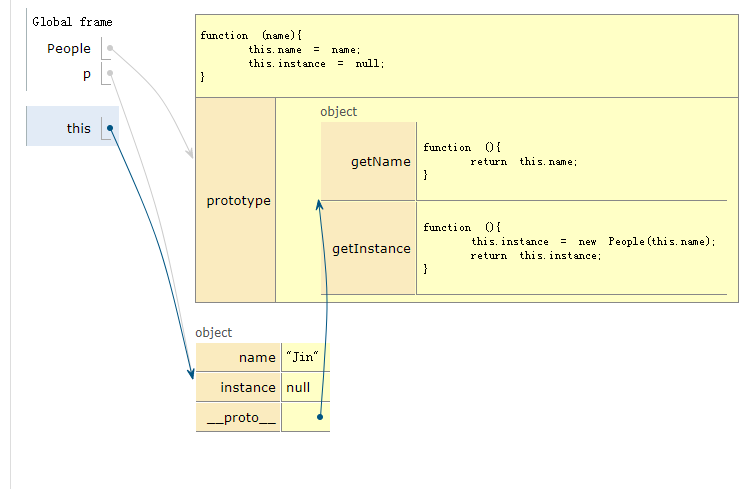 Global frame
People
p
this
function (name){
this.name = name;
this.instance = null;
}
prototype
object
getName
function (){
return this.name;
}
getInstance
function (){
this.instance = new People(this.name);
return this.instance;
}
object
name "Jin"
instance null
__proto__